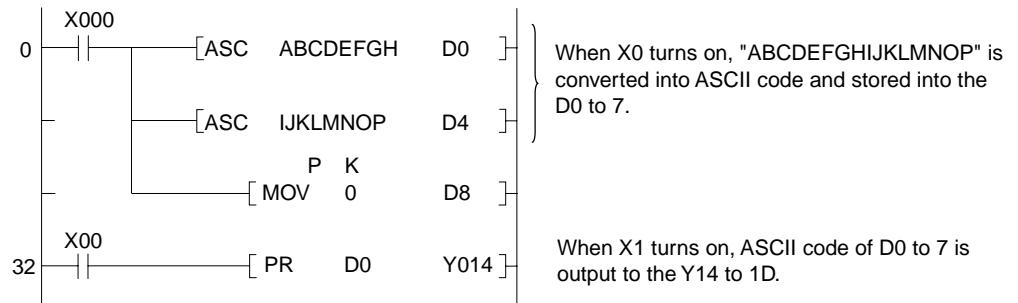 X000
0 ASC ABCDEFGH D0
When X0 turns on, "ABCDEFGHIJKLMNOP" is
converted into ASCII code and stored into the
D0 to 7.
ASC IJKLMNOP D4
P K
MOV 0 D8
X00
32 PR D0 Y014
When X1 turns on, ASCII code of D0 to 7 is
output to the Y14 to 1D.